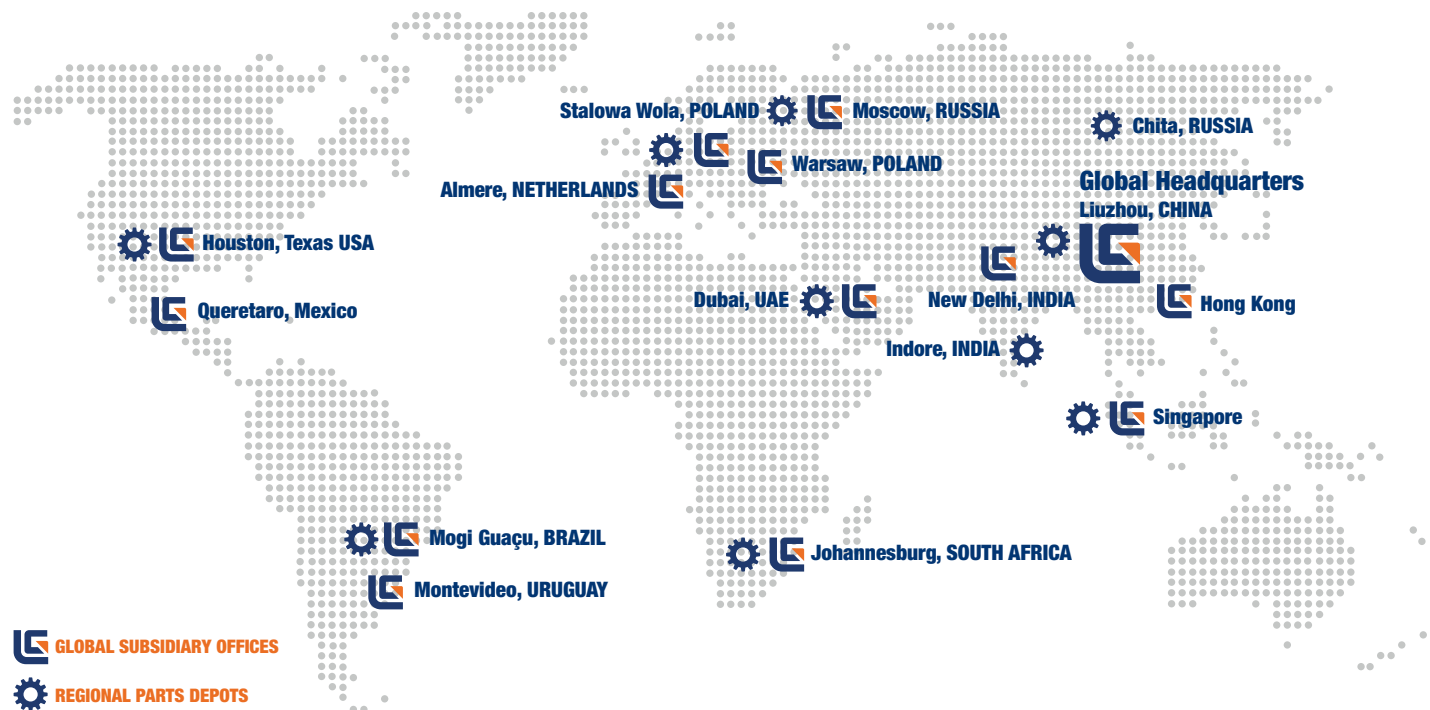 Stalowa Wola, POLAND
Moscow, RUSSIA
Chita, RUSSIA
Warsaw, POLAND
Almere, NETHERLANDS
Global Headquarters
Liuzhou, CHINA
Houston, Texas USA
Dubai, UAE
New Delhi, INDIA
Hong Kong
Queretaro, Mexico
Indore, INDIA
Singapore
Mogi Guaçu, BRAZIL
Johannesburg, SOUTH AFRICA
Montevideo, URUGUAY
GLOBAL SUBSIDIARY OFFICES
REGIONAL PARTS DEPOTS